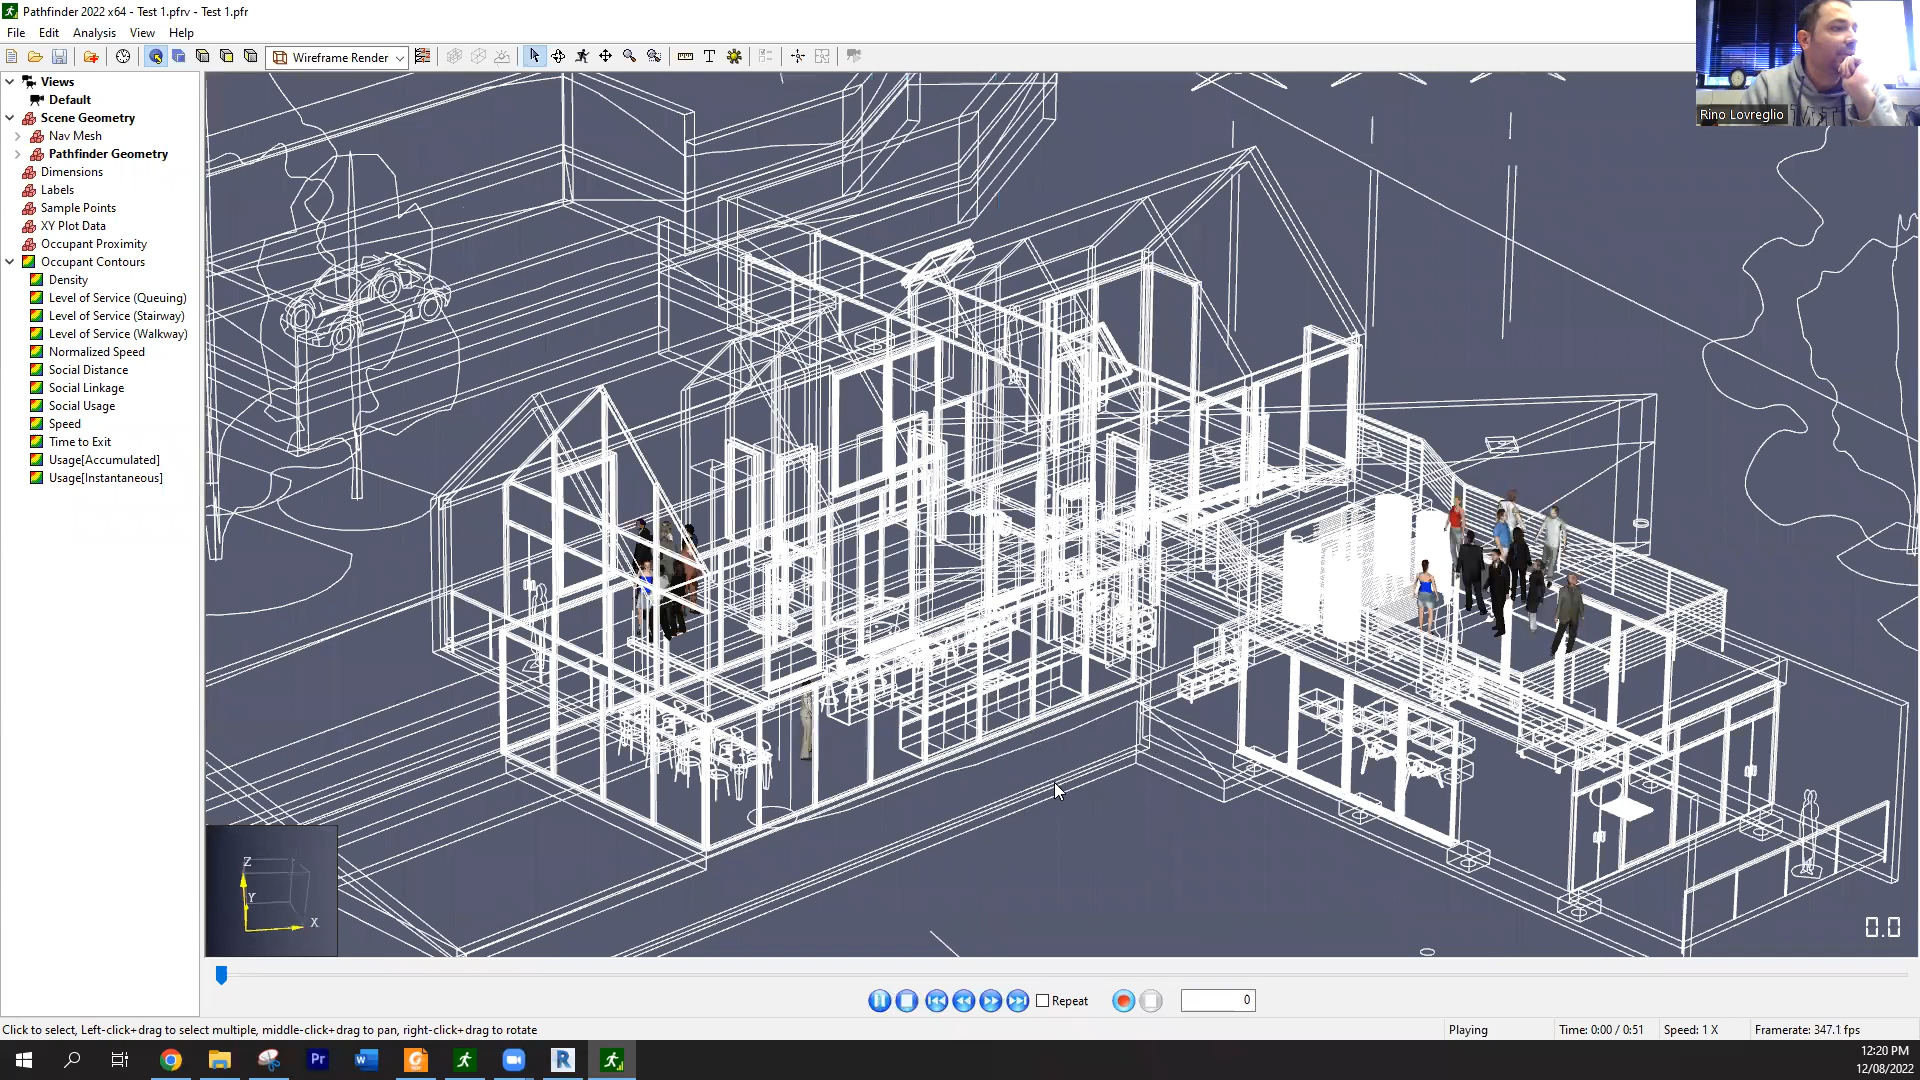 Pathfinder 2022 x64 - Test 1.pfrv - Test 1.pfr
File Edit Analysis View Help
Wireframe Render
Rino Lovreglio
Views
Default
Scene Geometry
Nav Mesh
Pathfinder Geometry
Dimensions
Labels
Sample Points
XY Plot Data
Occupant Proximity
Occupant Contours
Density
Level of Service (Queuing)
Level of Service (Stairway)
Level of Service (Walkway)
Normalized Speed
Social Distance
Social Linkage
Social Usage
Speed
Time to Exit
Usage[Accumulated]
Usage[Instantaneous]
Z
Y
X
0.0
Repeat
0
Click to select, Left-click+drag to select multiple, middle-click+drag to pan, right-click+drag to rotate
Playing
Time: 0:00 / 0:51
Speed: 1 X
Framerate: 347.1 fps
Pr
W
R
12:20 PM
12/08/2022